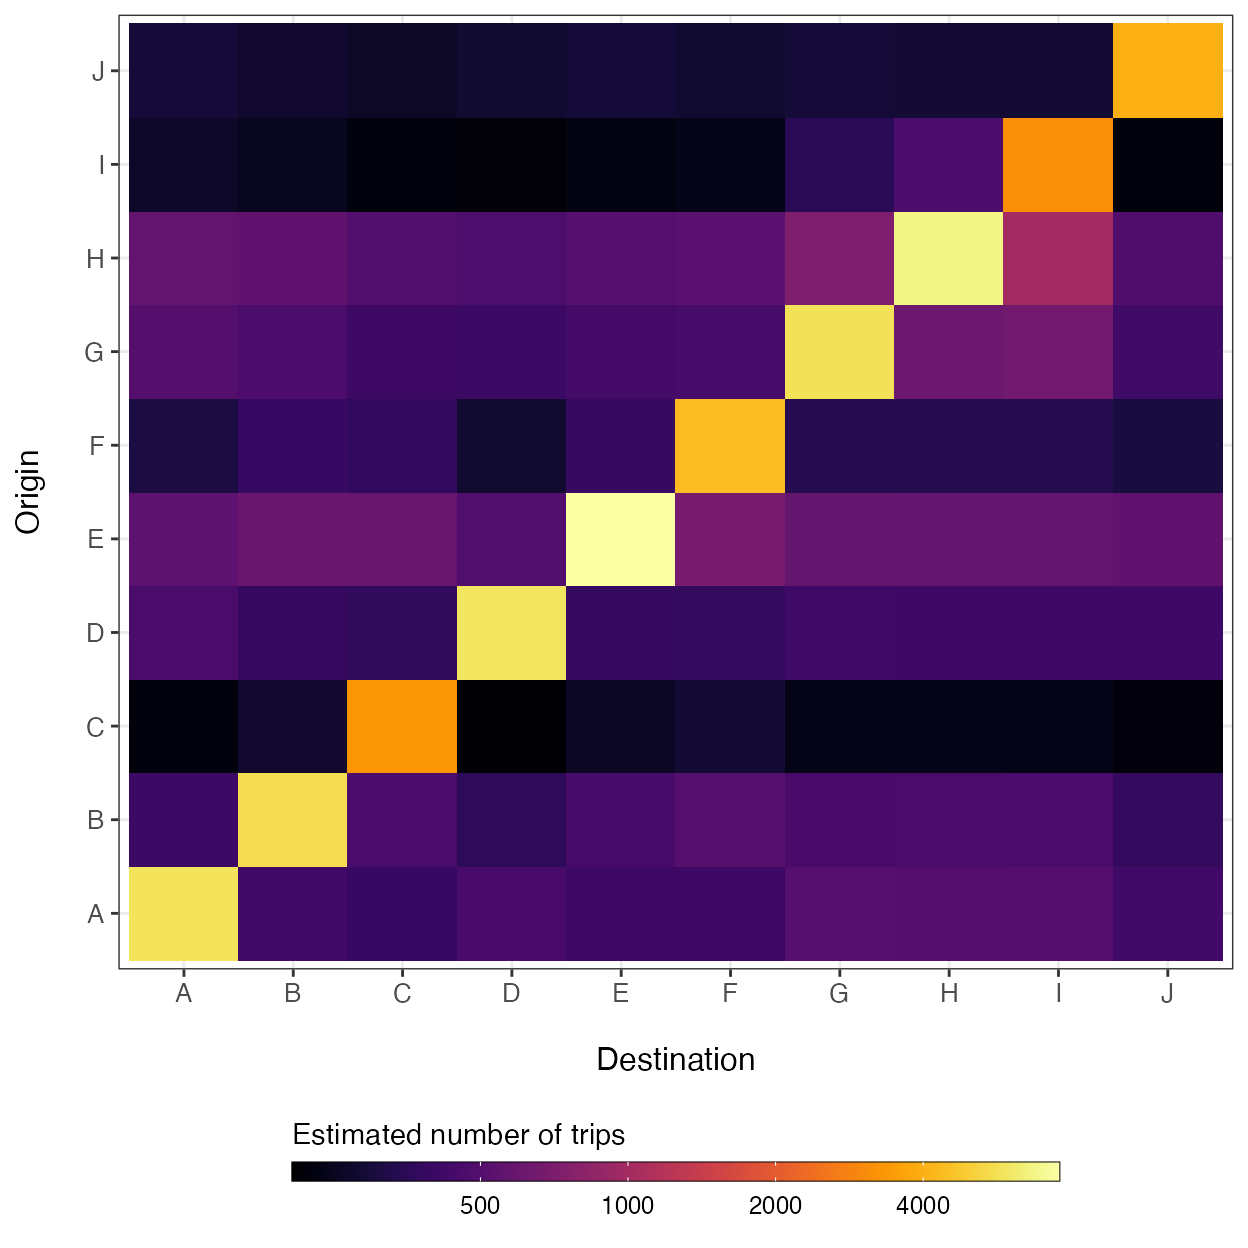 J
I
H
G
F
E
D
C
B
A
Origin
A B C D E F G H I J
Destination
Estimated number of trips
500 1000 2000 4000